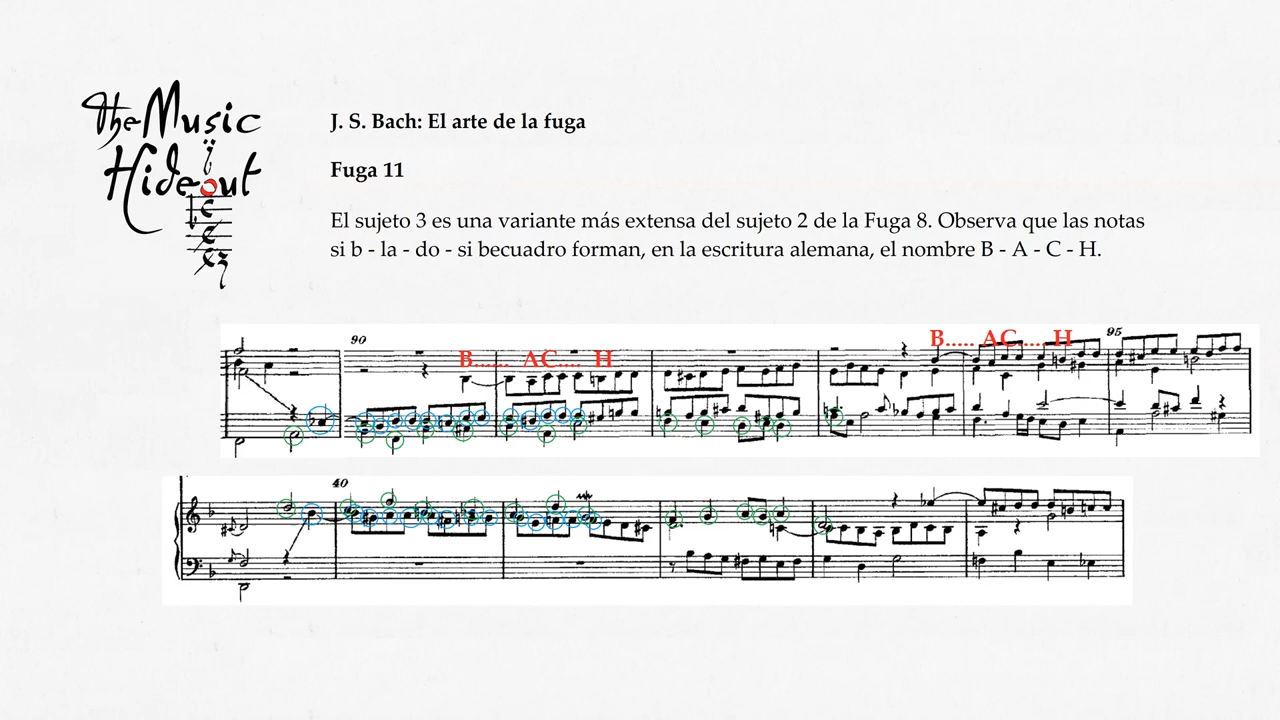 The Music
Hideout
J. S. Bach: El arte de la fuga
Fuga 11
El sujeto 3 es una variante más extensa del sujeto 2 de la Fuga 8. Observa que las notas
si b - la - do - si becuadro forman, en la escritura alemana, el nombre B - A - C - H.
90
B...... AC.... H
B..... AC..... H
95
40